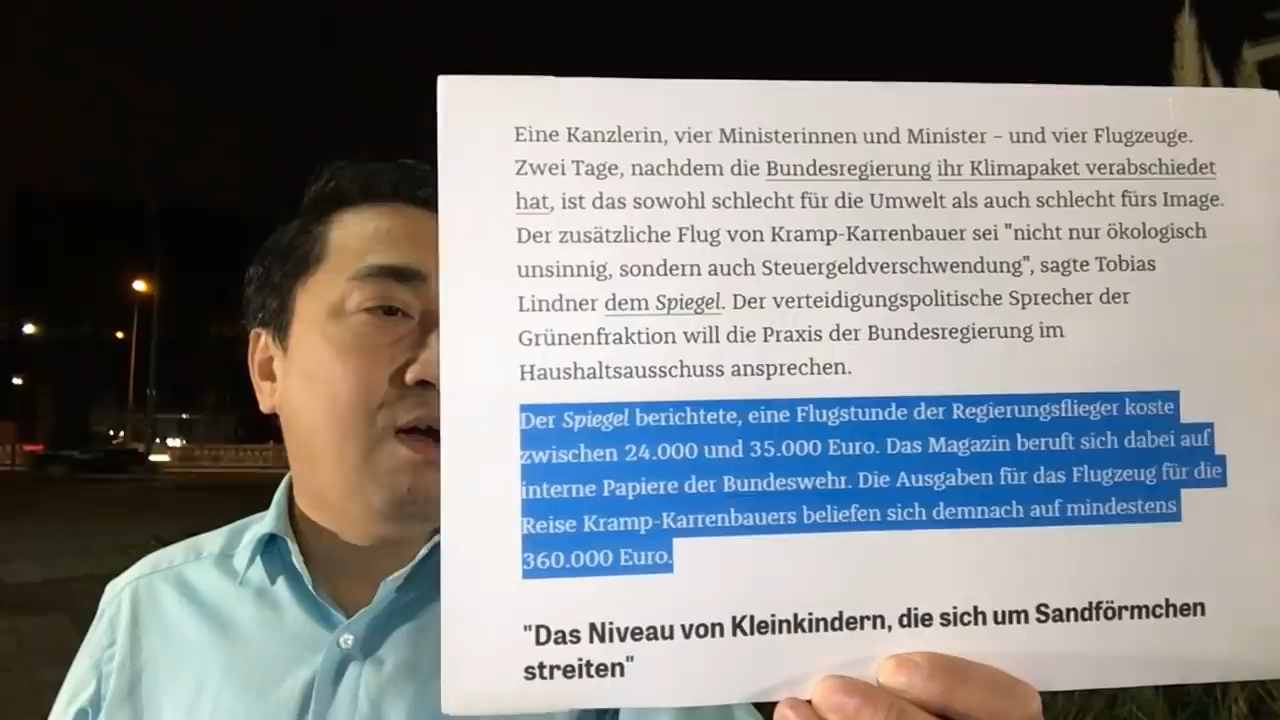 Eine Kanzlerin, vier Ministerinnen und Minister – und vier Flugzeuge.
Zwei Tage, nachdem die Bundesregierung ihr Klimapaket verabschiedet
hat, ist das sowohl schlecht für die Umwelt als auch schlecht fürs Image.
Der zusätzliche Flug von Kramp-Karrenbauer sei "nicht nur ökologisch
unsinnig, sondern auch Steuergeldverschwendung", sagte Tobias
Lindner dem Spiegel. Der verteidigungspolitische Sprecher der
Grünenfraktion will die Praxis der Bundesregierung im
Haushaltsausschuss ansprechen.
Der Spiegel berichtete, eine Flugstunde der Regierungsflieger koste
zwischen 24.000 und 35.000 Euro. Das Magazin beruft sich dabei auf
interne Papiere der Bundeswehr. Die Ausgaben für das Flugzeug für die
Reise Kramp-Karrenbauers beliefen sich demnach auf mindestens
360.000 Euro.
"Das Niveau von Kleinkindern, die sich um Sandförmchen
streiten"